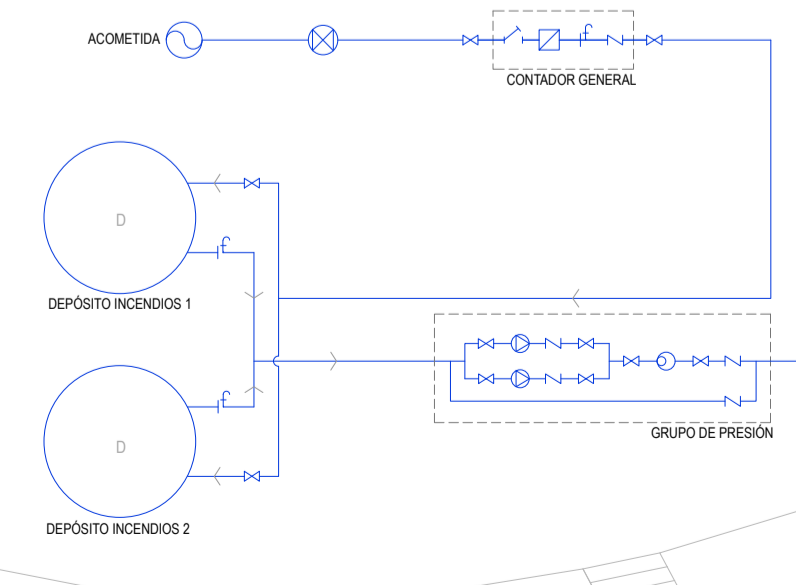 ACOMETIDA
CONTADOR GENERAL
D
DEPÓSITO INCENDIOS 1
GRUPO DE PRESIÓN
D
DEPÓSITO INCENDIOS 2